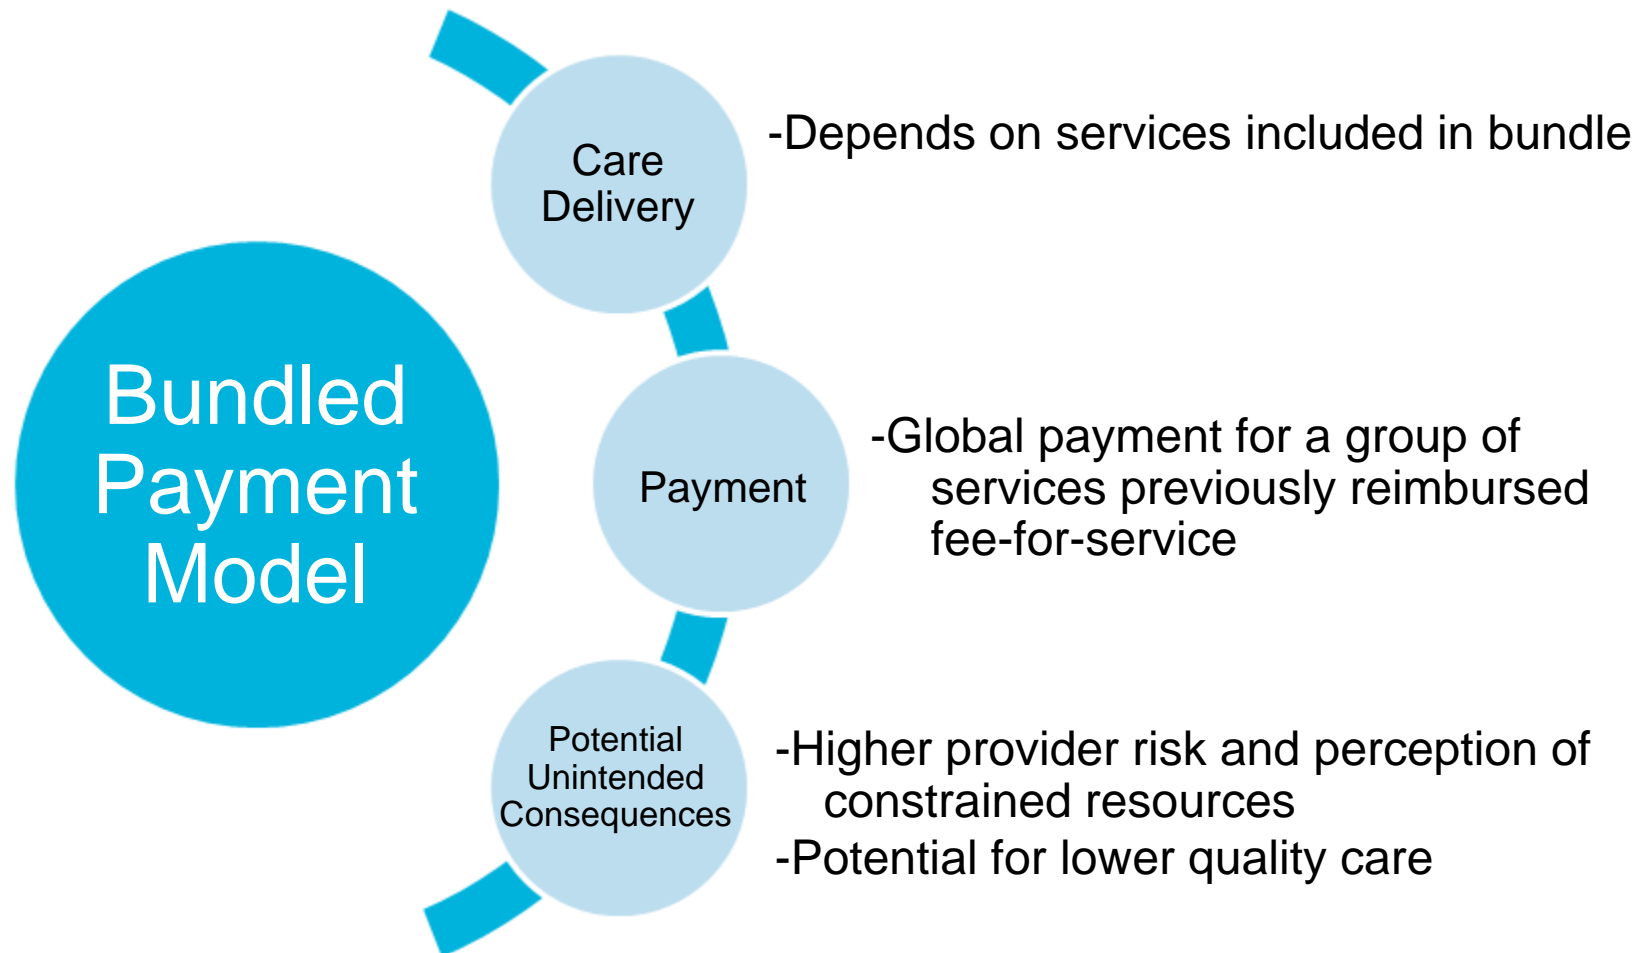 Bundled
Payment
Model
Care
Delivery
-Depends on services included in bundle
Payment
-Global payment for a group of
services previously reimbursed
fee-for-service
Potential
Unintended
Consequences
-Higher provider risk and perception of
constrained resources
-Potential for lower quality care